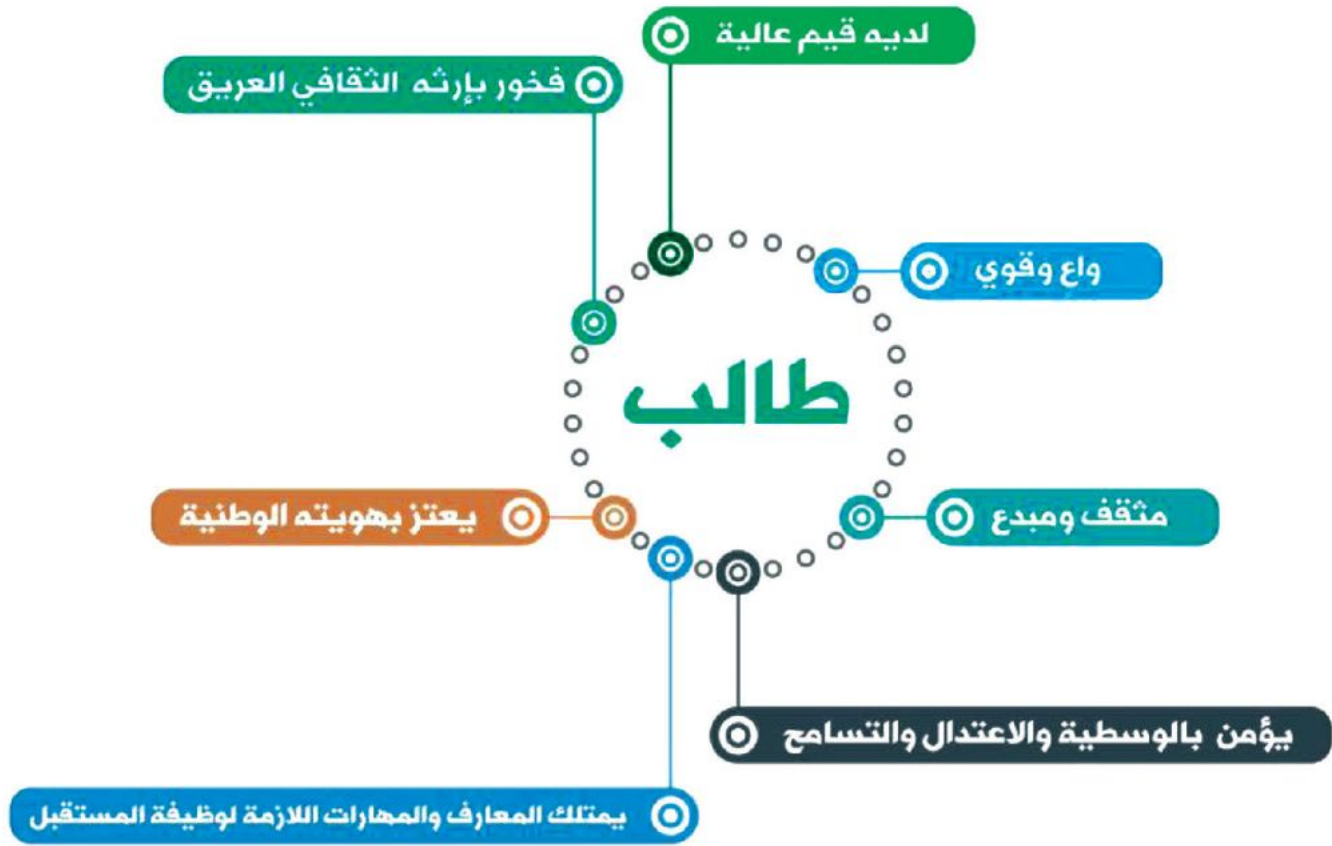 لديه قيم عالية
فخور بإرثه الثقافي العريق
واع وقوي
طالب
مثقف ومبدع
يعتز بهويته الوطنية
يؤمن بالوسطية والاعتدال والتسامح
يمتلك المعارف والمهارات اللازمة لوظيفة المستقبل